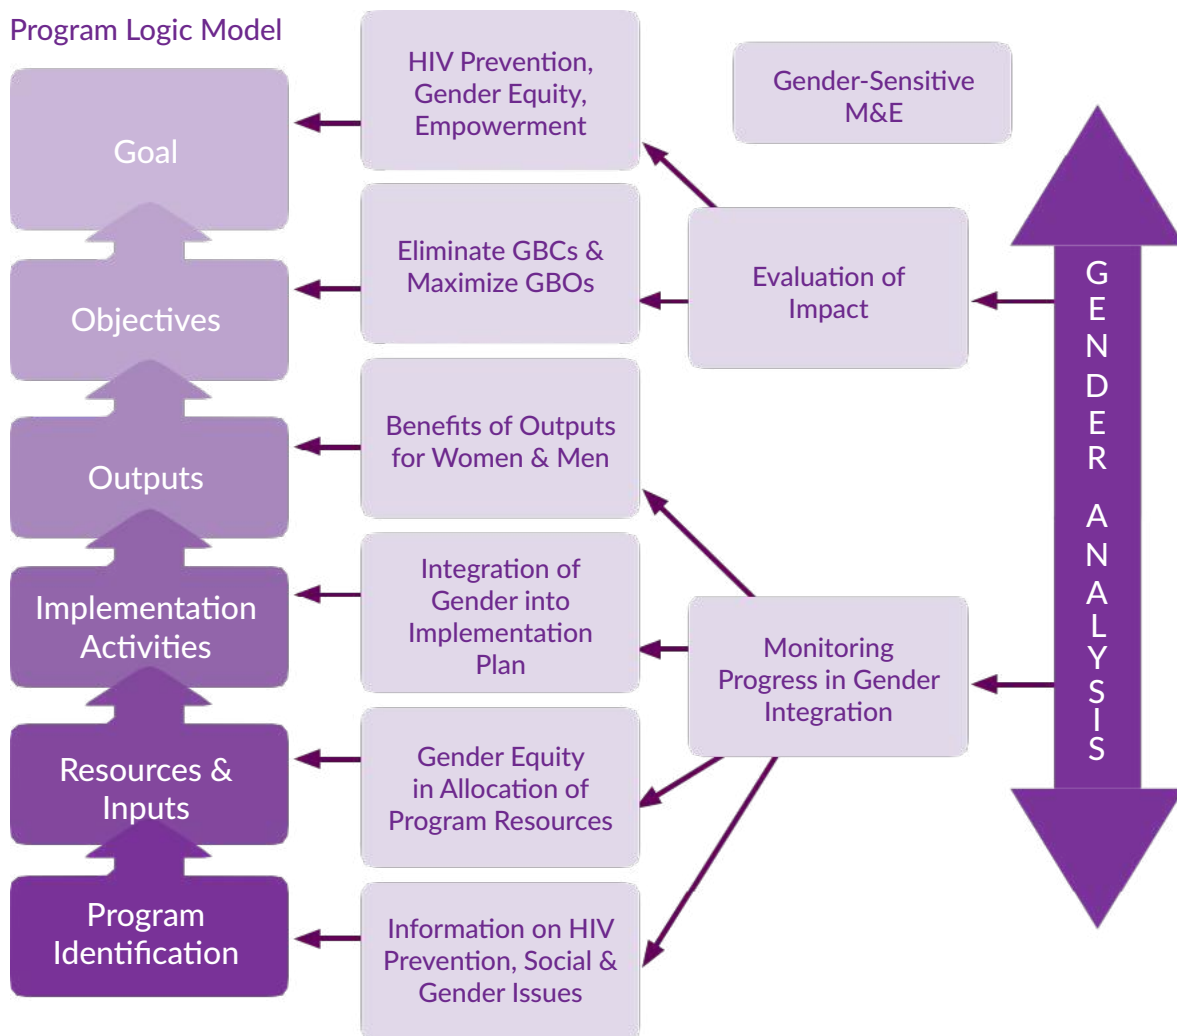 Program Logic Model
Goal
Objectives
Outputs
Implementation
Activities
Resources &
Inputs
Program
Identification
HIV Prevention,
Gender Equity,
Empowerment
Eliminate GBCs &
Maximize GBOs
Benefits of Outputs
for Women & Men
Integration of
Gender into
Implementation
Plan
Gender Equity
in Allocation of
Program Resources
Information on HIV
Prevention, Social &
Gender Issues
Gender-Sensitive
M&E
Evaluation of
Impact
Monitoring
Progress in Gender
Integration
GENDER ANALYSIS